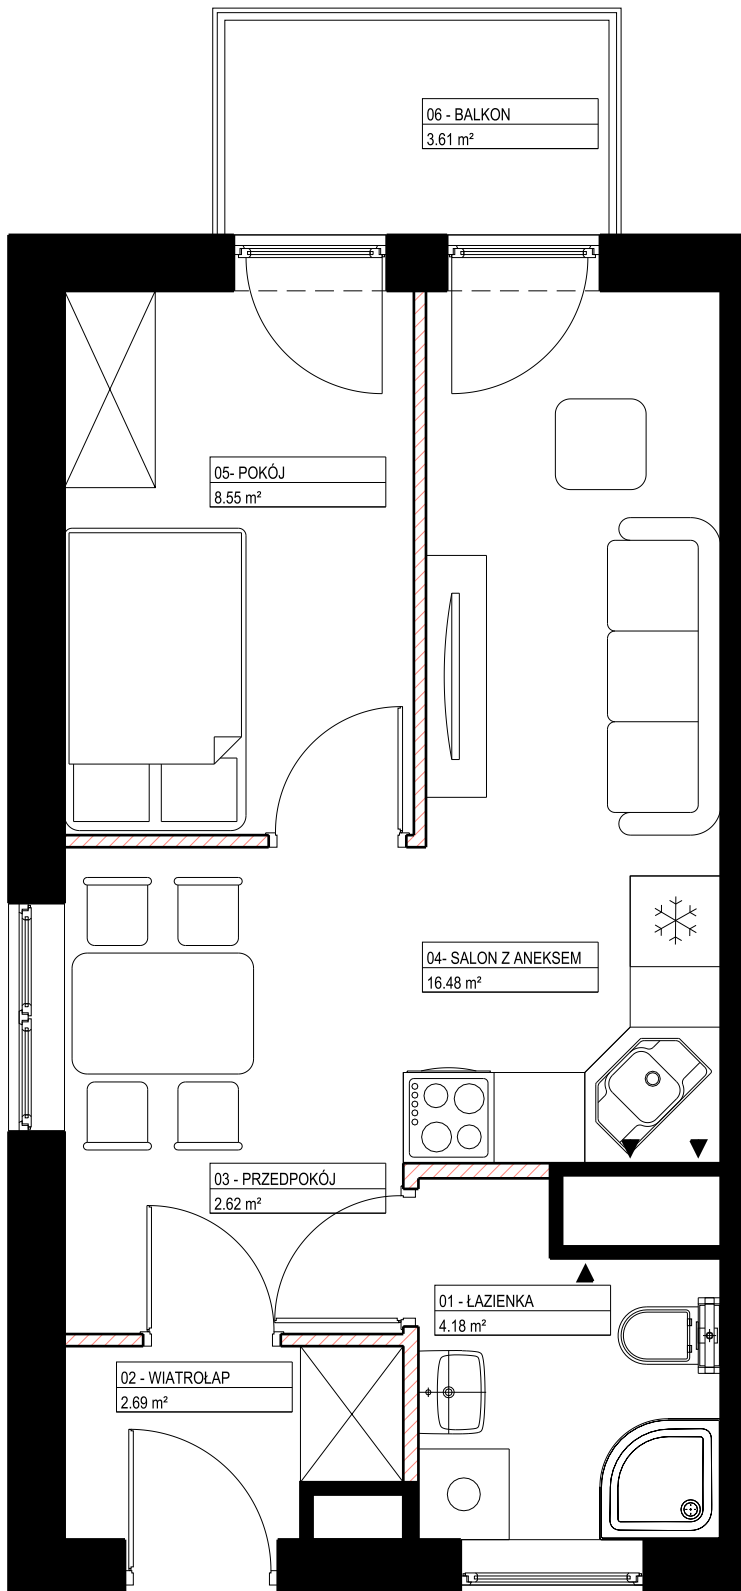 06 - BALKON
3.61 m²
05- POKÓJ
8.55 m²
04- SALON Z ANEKSEM
16.48 m²
03 - PRZEDPOKÓJ
2.62 m²
01 - ŁAZIENKA
4.18 m²
02 - WIATROŁAP
2.69 m²